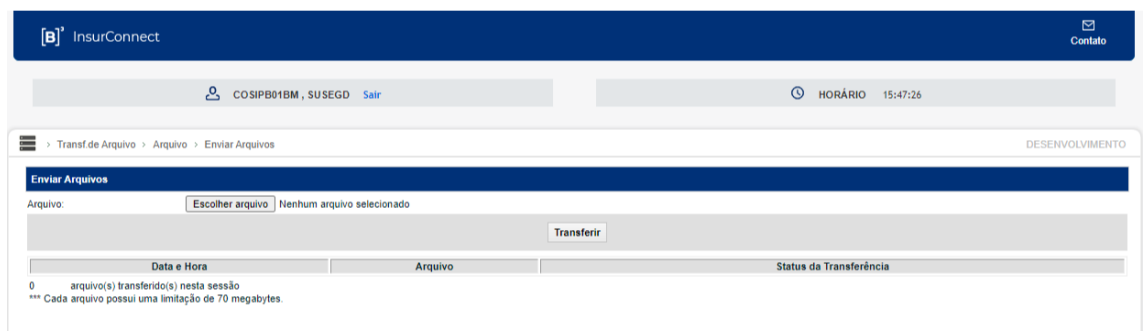 [B]³ InsurConnect
Contato
COSIPB01BM , SUSEGD Sair
HORÁRIO 15:47:26
> Transf.de Arquivo > Arquivo > Enviar Arquivos
DESENVOLVIMENTO
Enviar Arquivos
Arquivo: Escolher arquivo Nenhum arquivo selecionado
Transferir
Data e Hora Arquivo Status da Transferência
0 arquivo(s) transferido(s) nesta sessão
*** Cada arquivo possui uma limitação de 70 megabytes.